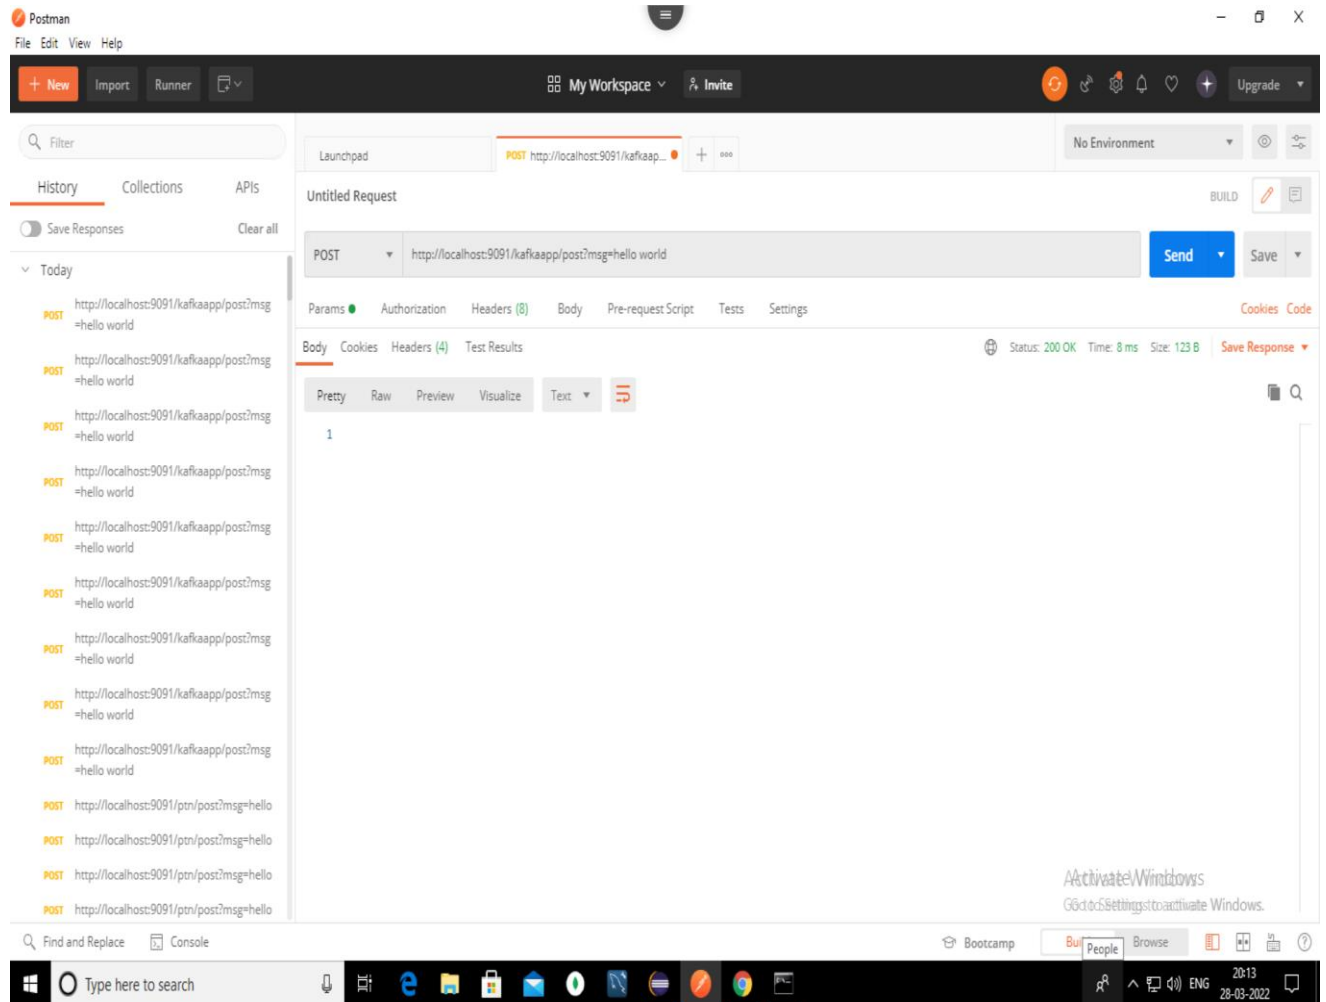 Postman
File Edit View Help
+ New Import Runner My Workspace Invite Upgrade
Filter
History Collections APIs
Save Responses Clear all
Today
POST http://localhost:9091/kafkaapp/post?msg
=hello world
POST http://localhost:9091/kafkaapp/post?msg
=hello world
POST http://localhost:9091/kafkaapp/post?msg
=hello world
POST http://localhost:9091/kafkaapp/post?msg
=hello world
POST http://localhost:9091/kafkaapp/post?msg
=hello world
POST http://localhost:9091/kafkaapp/post?msg
=hello world
POST http://localhost:9091/kafkaapp/post?msg
=hello world
POST http://localhost:9091/kafkaapp/post?msg
=hello world
POST http://localhost:9091/kafkaapp/post?msg
=hello world
POST http://localhost:9091/ptn/post?msg=hello
POST http://localhost:9091/ptn/post?msg=hello
POST http://localhost:9091/ptn/post?msg=hello
POST http://localhost:9091/ptn/post?msg=hello
Launchpad POST http://localhost:9091/kafkaap... + ooo No Environment
Untitled Request BUILD
POST http://localhost:9091/kafkaapp/post?msg=hello world Send Save
Params Authorization Headers (8) Body Pre-request Script Tests Settings Cookies Code
Body Cookies Headers (4) Test Results Status: 200 OK Time: 8 ms Size: 123 B Save Response
Pretty Raw Preview Visualize Text
1
Activate Windows
Go to Settings to activate Windows.
Find and Replace Console Bootcamp Browse
People
Type here to search ENG 20:13
28-03-2022